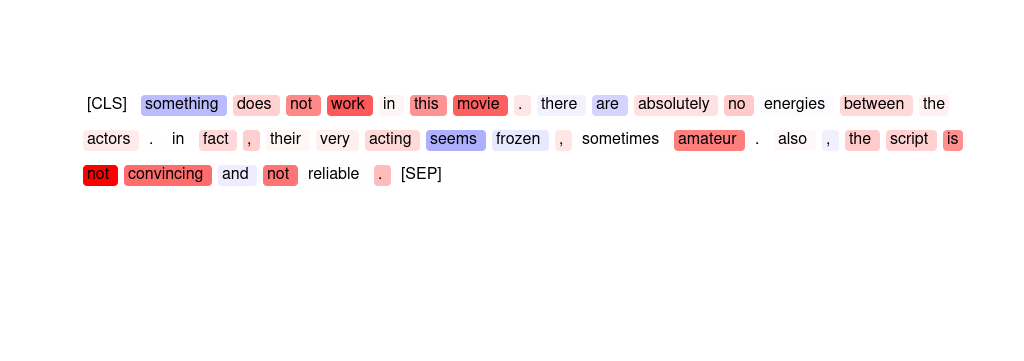 [CLS] something does not work in this movie . there are absolutely no energies between the
actors . in fact , their very acting seems frozen , sometimes amateur . also , the script is
not convincing and not reliable . [SEP]